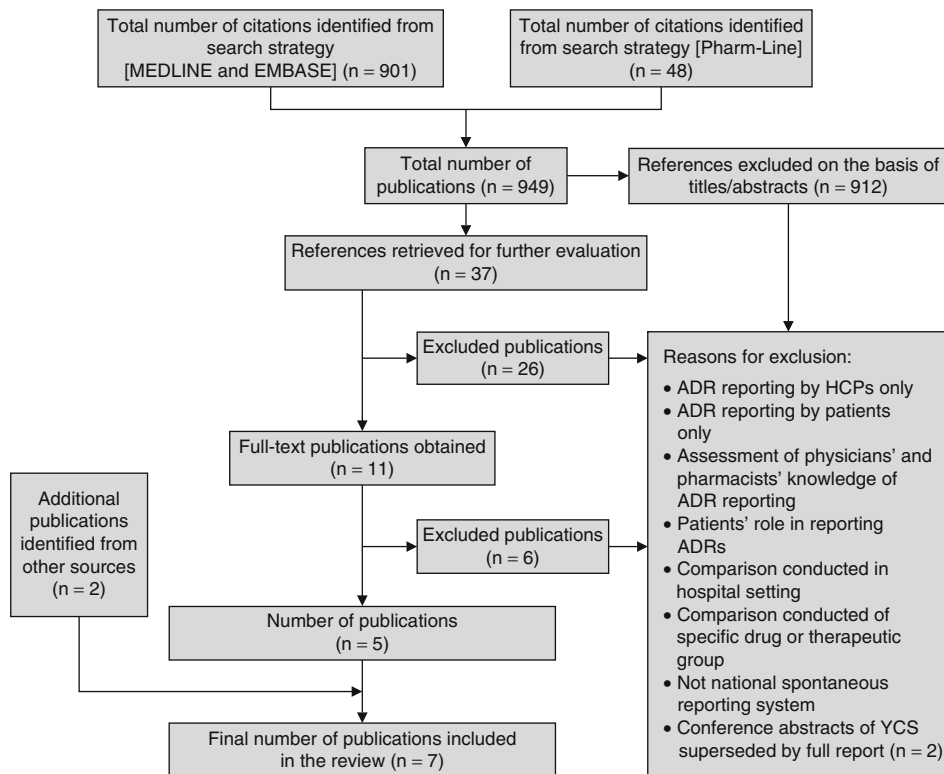 Total number of citations identified from
search strategy
[MEDLINE and EMBASE] (n = 901)
Total number of citations identified
from search strategy [Pharm-Line]
(n = 48)
Total number of
publications (n = 949)
References excluded on the basis of
titles/abstracts (n = 912)
References retrieved for further evaluation
(n = 37)
Excluded publications
(n = 26)
Full-text publications obtained
(n = 11)
Additional
publications
identified from
other sources
(n = 2)
Excluded publications
(n = 6)
Number of publications
(n = 5)
Final number of publications included
in the review (n = 7)
Reasons for exclusion:
• ADR reporting by HCPs only
• ADR reporting by patients
only
• Assessment of physicians’ and
pharmacists’ knowledge of
ADR reporting
• Patients’ role in reporting
ADRs
• Comparison conducted in
hospital setting
• Comparison conducted of
specific drug or therapeutic
group
• Not national spontaneous
reporting system
• Conference abstracts of YCS
superseded by full report (n = 2)